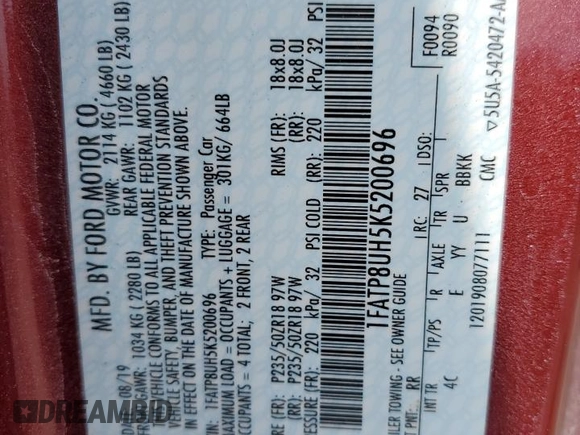 MFD. BY FORD MOTOR CO.
08/19 GVWR: 2114 KG ( 4660 LB)
GAWR: 1034 KG ( 2280 LB) REAR GAWR: 1102 KG ( 2430 LB)
VEHICLE CONFORMS TO ALL APPLICABLE FEDERAL MOTOR
VEHICLE SAFETY, BUMPER, AND THEFT PREVENTION STANDARDS
IN EFFECT ON THE DATE OF MANUFACTURE SHOWN ABOVE.
1FATP8UH5K5200696 TYPE: Passenger Car
MAXIMUM LOAD = OCCUPANTS + LUGGAGE = 301KG/ 664LB
OCCUPANTS = 4 TOTAL; 2 FRONT, 2 REAR
(FR): P235/50ZR18 97W RIMS (FR): 18x8.0J
(RR): P235/50ZR18 97W (RR): 18x8.0J
PRESSURE (FR): 220 kPa/ 32 PSI COLD (RR): 220 kPa/ 32 PSI
1FATP8UH5K5200696
F0094
R0090
TRAILER TOWING - SEE OWNER GUIDE
EXT PNT: RR RC: 27 DSO:
INT TR TP/PS R AXLE TR SPR
4C E YY U BBKK
1201908077111 CMC ▽5U5A-5420472-AA
DREAMBID